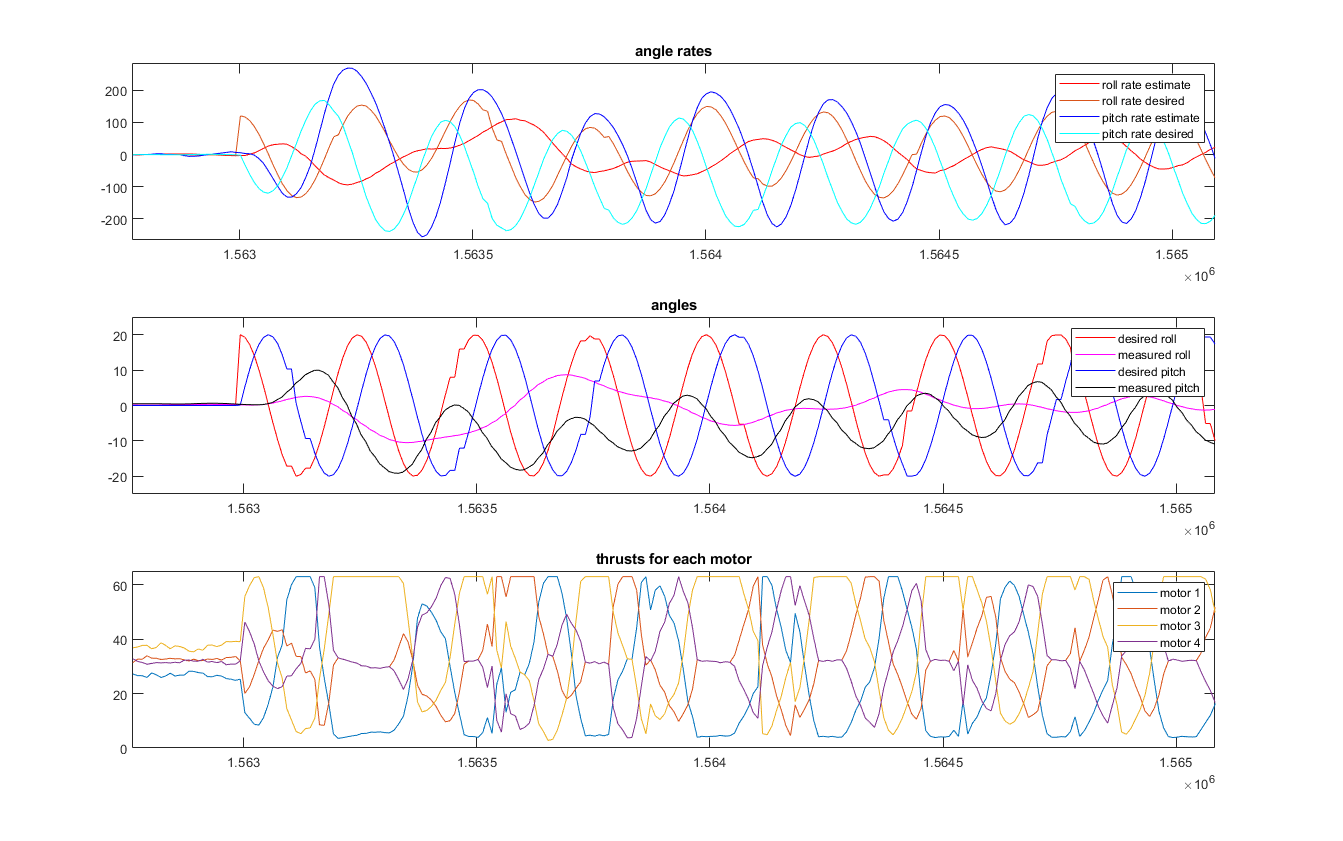 angle rates
200
100
0
-100
-200
1.563
1.5635
1.564
1.5645
1.565
×10^6
roll rate estimate
roll rate desired
pitch rate estimate
pitch rate desired
angles
20
10
0
-10
-20
1.563
1.5635
1.564
1.5645
1.565
×10^6
desired roll
measured roll
desired pitch
measured pitch
thrusts for each motor
60
40
20
0
1.563
1.5635
1.564
1.5645
1.565
×10^6
motor 1
motor 2
motor 3
motor 4